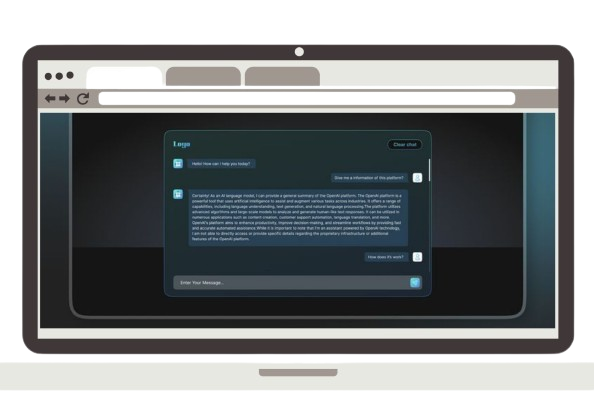 Logo
Clear chat
Hello! How can I help you today?
Give me a information of this platform?
Certainly! As an AI language model, I can provide a general summary of the OpenAI platform. The OpenAI platform is a
powerful tool that uses artificial intelligence to assist and augment various tasks across industries. It offers a range of
capabilities, including language understanding, text generation, and natural language processing.The platform utilizes
advanced algorithms and large-scale models to analyze and generate human-like text responses. It can be utilized in
numerous applications such as content creation, customer support automation, language translation, and more.
OpenAI's platform aims to enhance productivity, improve decision-making, and streamline workflows by providing fast
and accurate automated assistance.While it is important to note that I'm an assistant powered by OpenAI technology,
I am not able to directly access or provide specific details regarding the proprietary infrastructure or additional
features of the OpenAI platform.
How does it's work?
Enter Your Message...